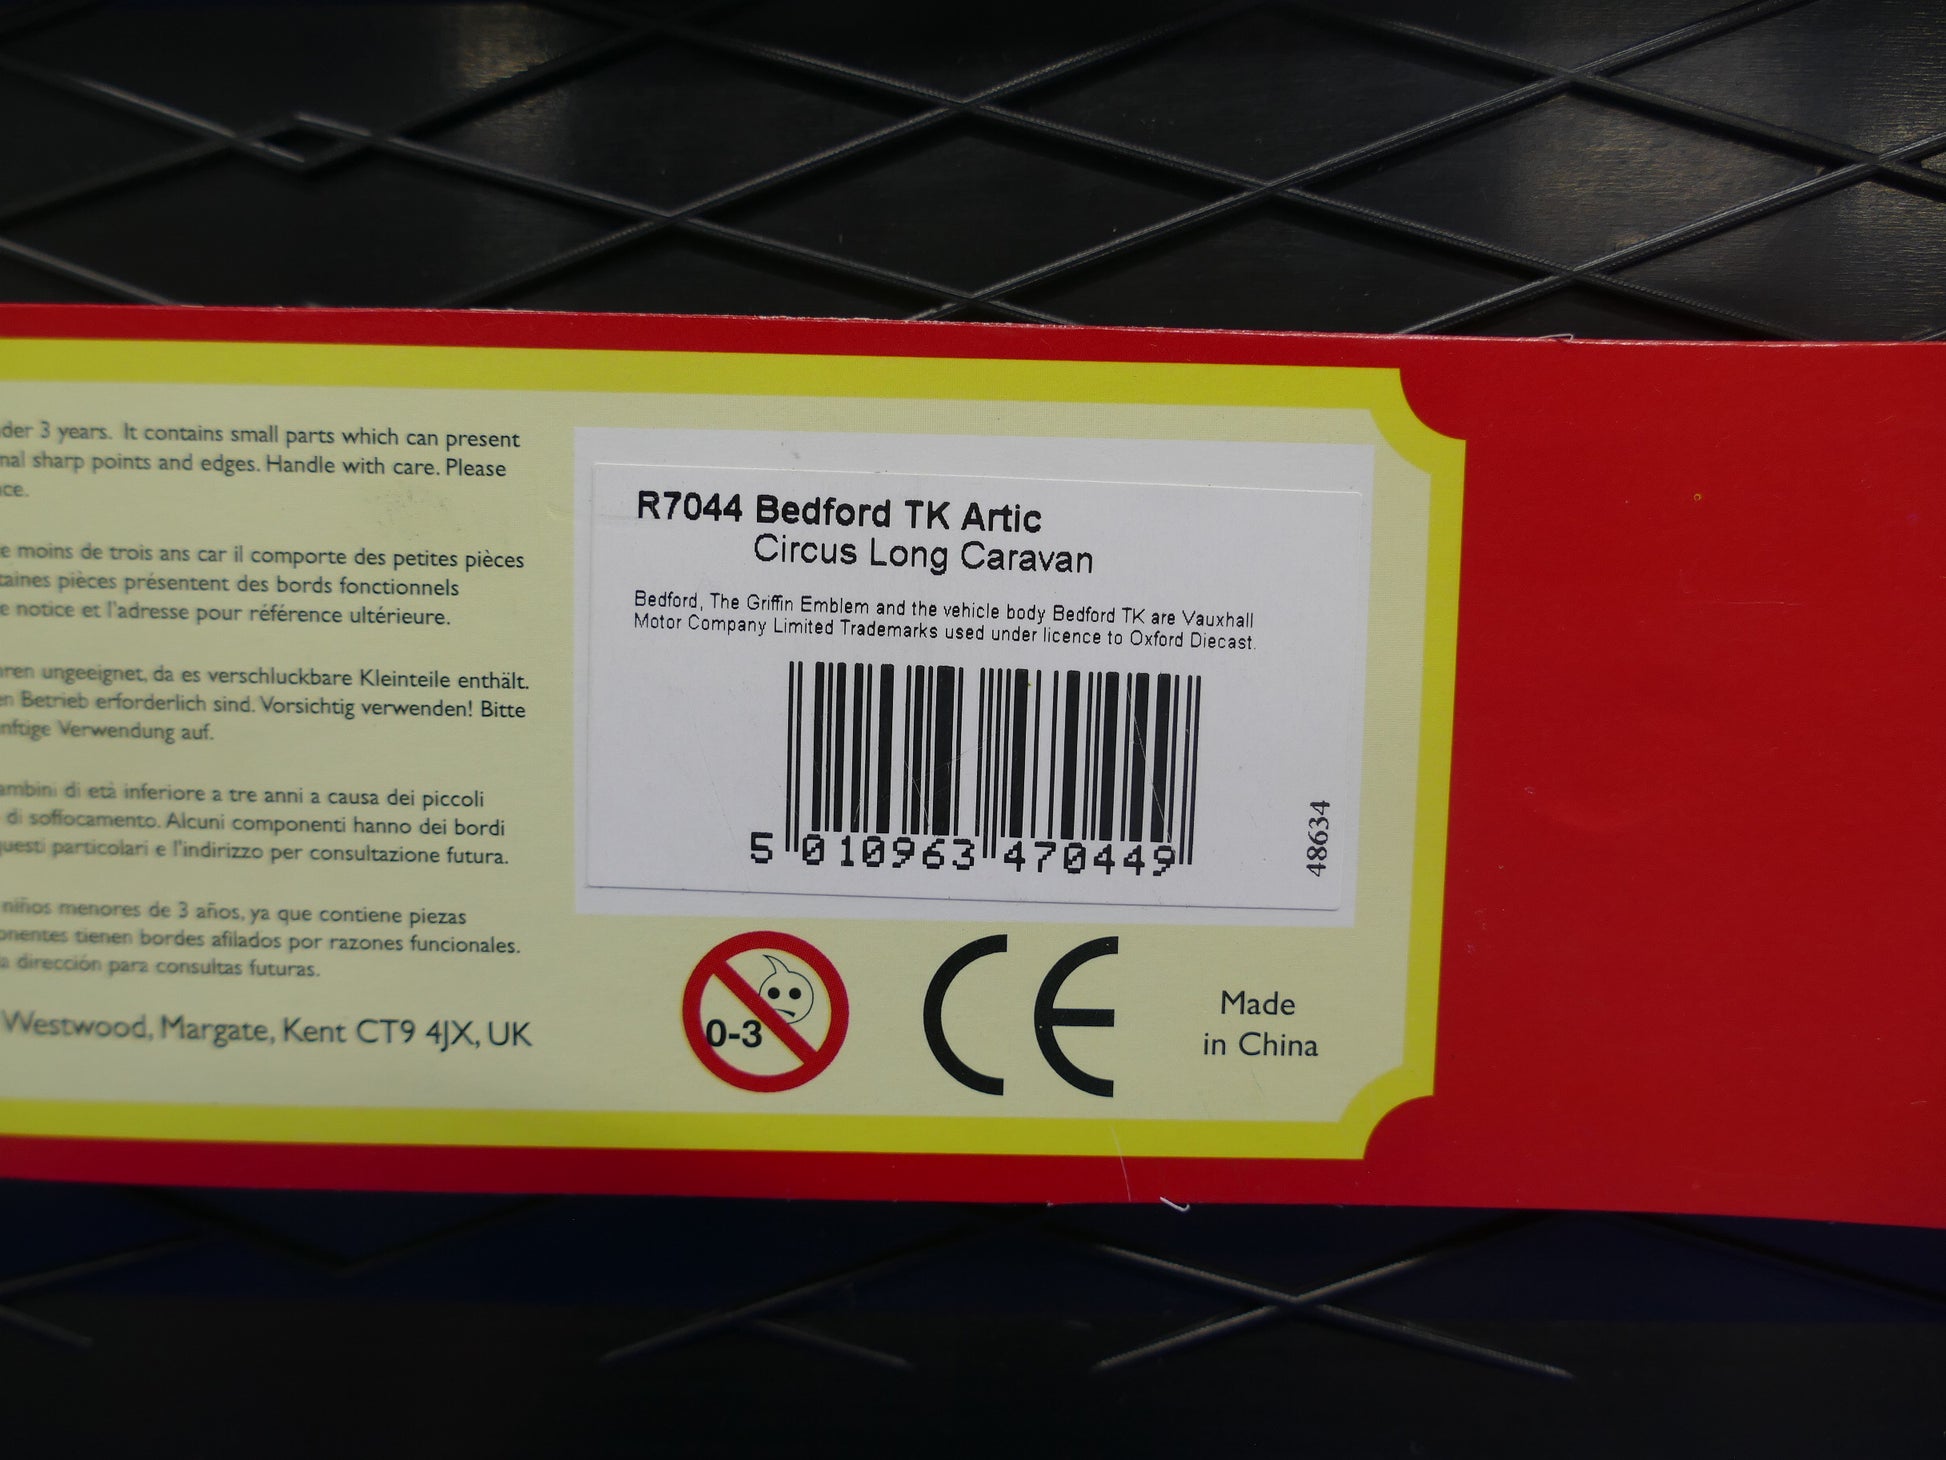 der 3 years. It contains small parts which can present
nal sharp points and edges. Handle with care. Please
ce.
e moins de trois ans car il comporte des petites pièces
taines pièces présentent des bords fonctionnels
e notice et l'adresse pour référence ultérieure.
ren ungeeignet, da es verschluckbare Kleinteile enthält.
en Betrieb erforderlich sind. Vorsichtig verwenden! Bitte
nftige Verwendung auf.
ambini di età inferiore a tre anni a causa dei piccoli
di soffocamento. Alcuni componenti hanno dei bordi
questi particolari e l'indirizzo per consultazione futura.
niños menores de 3 años, ya que contiene piezas
onentes tienen bordes afilados por razones funcionales.
a dirección para consultas futuras.
Westwood, Margate, Kent CT9 4JX, UK
R7044 Bedford TK Artic
Circus Long Caravan
Bedford, The Griffin Emblem and the vehicle body Bedford TK are Vauxhall
Motor Company Limited Trademarks used under licence to Oxford Diecast.
5 010963 470449
48634
0-3
CE
Made
in China